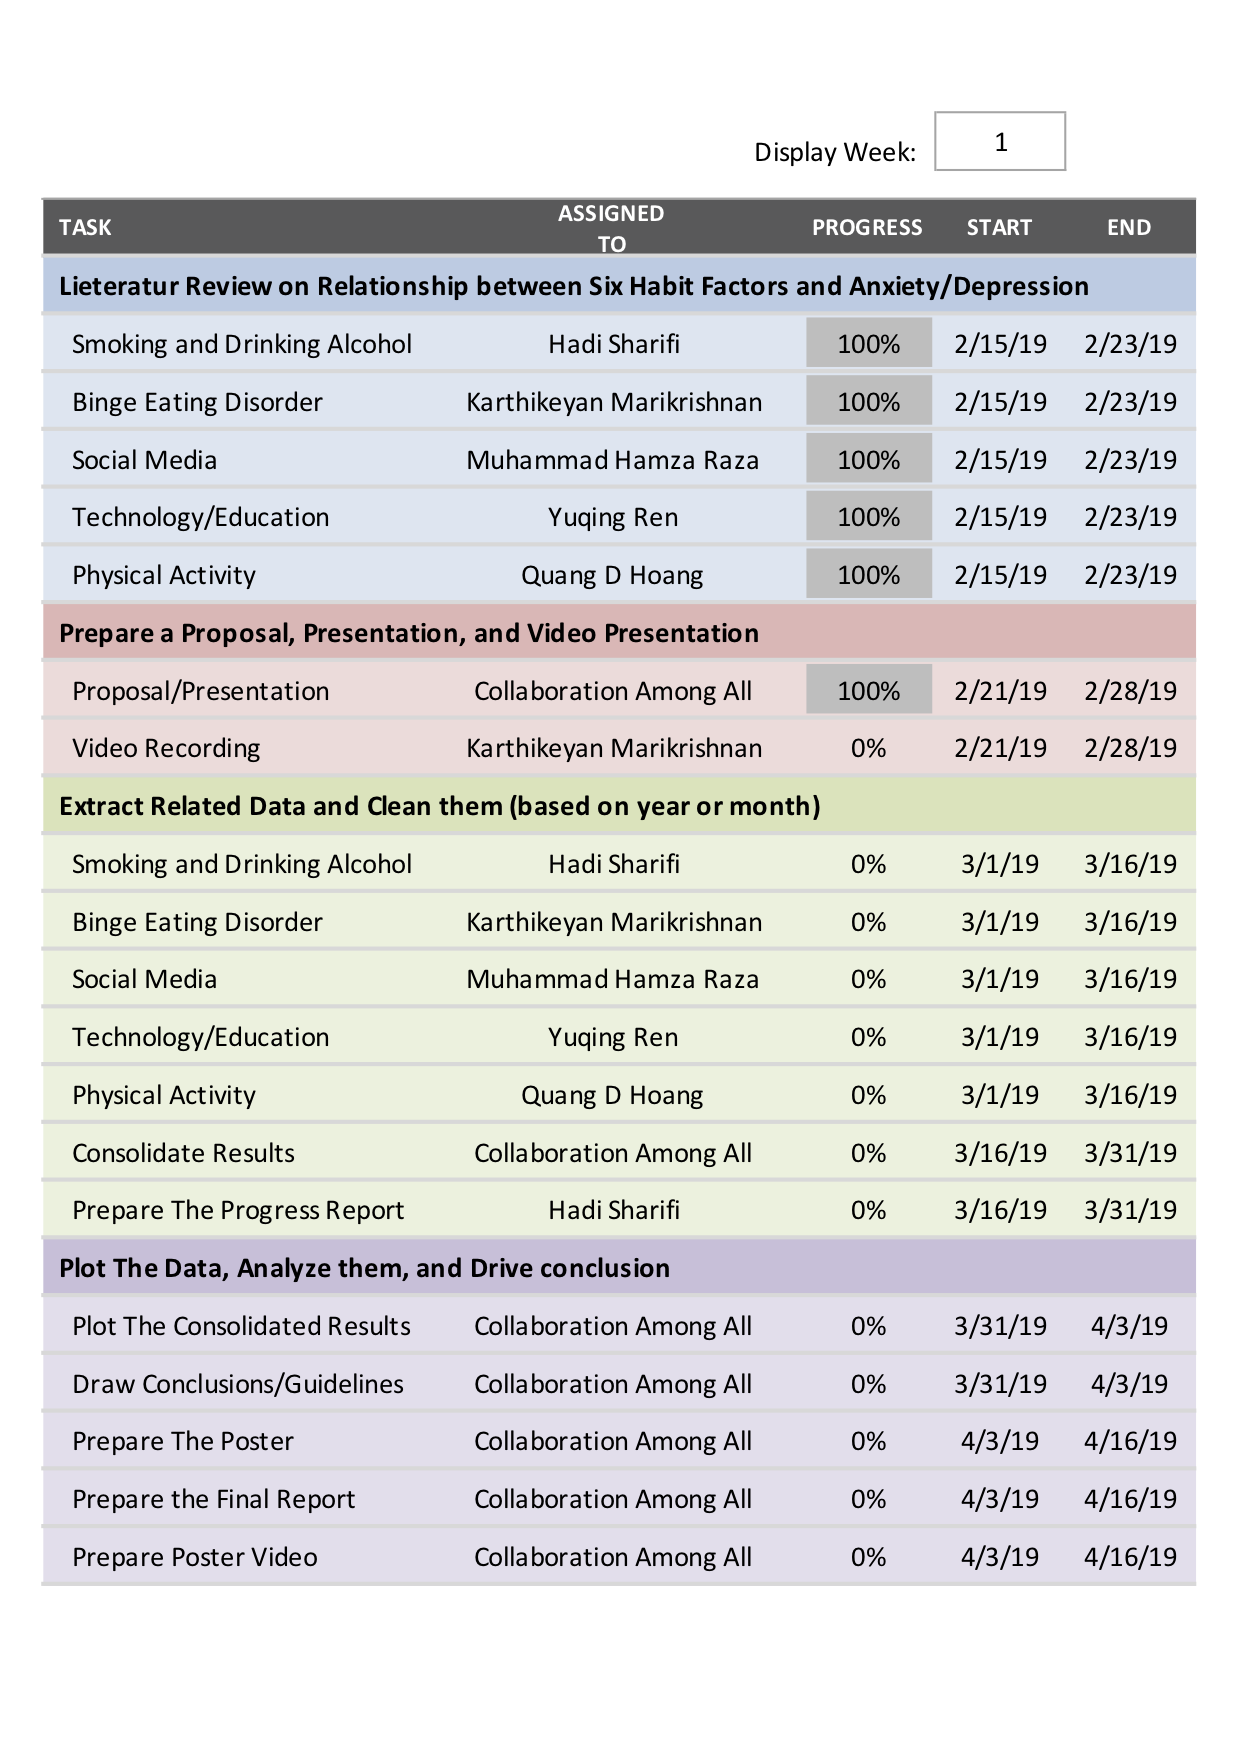 Display Week: 1
TASK ASSIGNED TO PROGRESS START END
Lieteratur Review on Relationship between Six Habit Factors and Anxiety/Depression
Smoking and Drinking Alcohol Hadi Sharifi 100% 2/15/19 2/23/19
Binge Eating Disorder Karthikeyan Marikrishnan 100% 2/15/19 2/23/19
Social Media Muhammad Hamza Raza 100% 2/15/19 2/23/19
Technology/Education Yuqing Ren 100% 2/15/19 2/23/19
Physical Activity Quang D Hoang 100% 2/15/19 2/23/19
Prepare a Proposal, Presentation, and Video Presentation
Proposal/Presentation Collaboration Among All 100% 2/21/19 2/28/19
Video Recording Karthikeyan Marikrishnan 0% 2/21/19 2/28/19
Extract Related Data and Clean them (based on year or month)
Smoking and Drinking Alcohol Hadi Sharifi 0% 3/1/19 3/16/19
Binge Eating Disorder Karthikeyan Marikrishnan 0% 3/1/19 3/16/19
Social Media Muhammad Hamza Raza 0% 3/1/19 3/16/19
Technology/Education Yuqing Ren 0% 3/1/19 3/16/19
Physical Activity Quang D Hoang 0% 3/1/19 3/16/19
Consolidate Results Collaboration Among All 0% 3/16/19 3/31/19
Prepare The Progress Report Hadi Sharifi 0% 3/16/19 3/31/19
Plot The Data, Analyze them, and Drive conclusion
Plot The Consolidated Results Collaboration Among All 0% 3/31/19 4/3/19
Draw Conclusions/Guidelines Collaboration Among All 0% 3/31/19 4/3/19
Prepare The Poster Collaboration Among All 0% 4/3/19 4/16/19
Prepare the Final Report Collaboration Among All 0% 4/3/19 4/16/19
Prepare Poster Video Collaboration Among All 0% 4/3/19 4/16/19